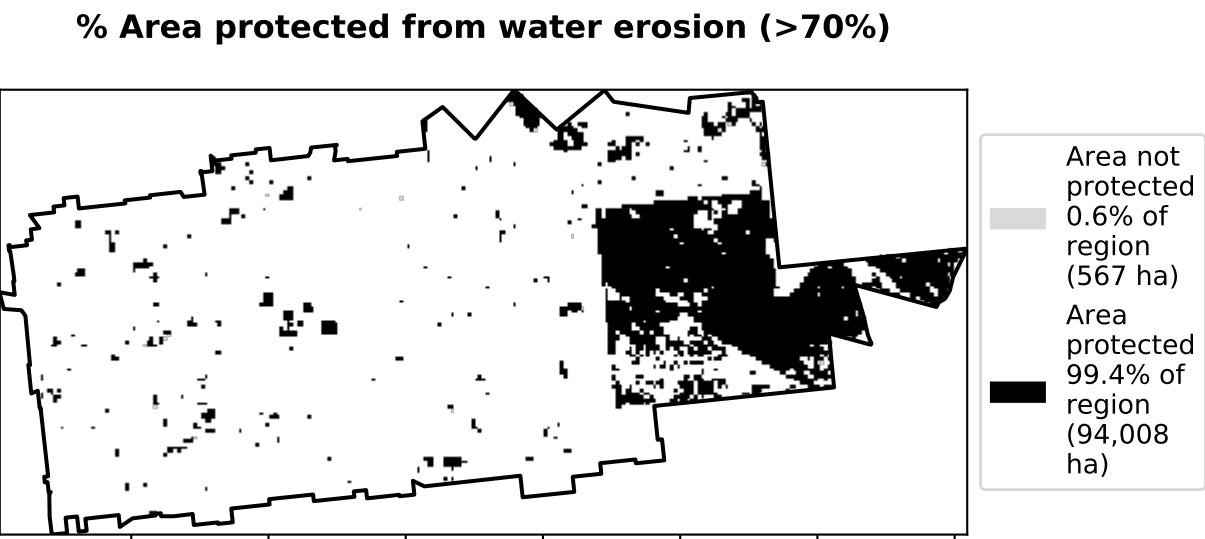 % Area protected from water erosion (>70%)
Area not
protected
0.6% of
region
(567 ha)
Area
protected
99.4% of
region
(94,008
ha)